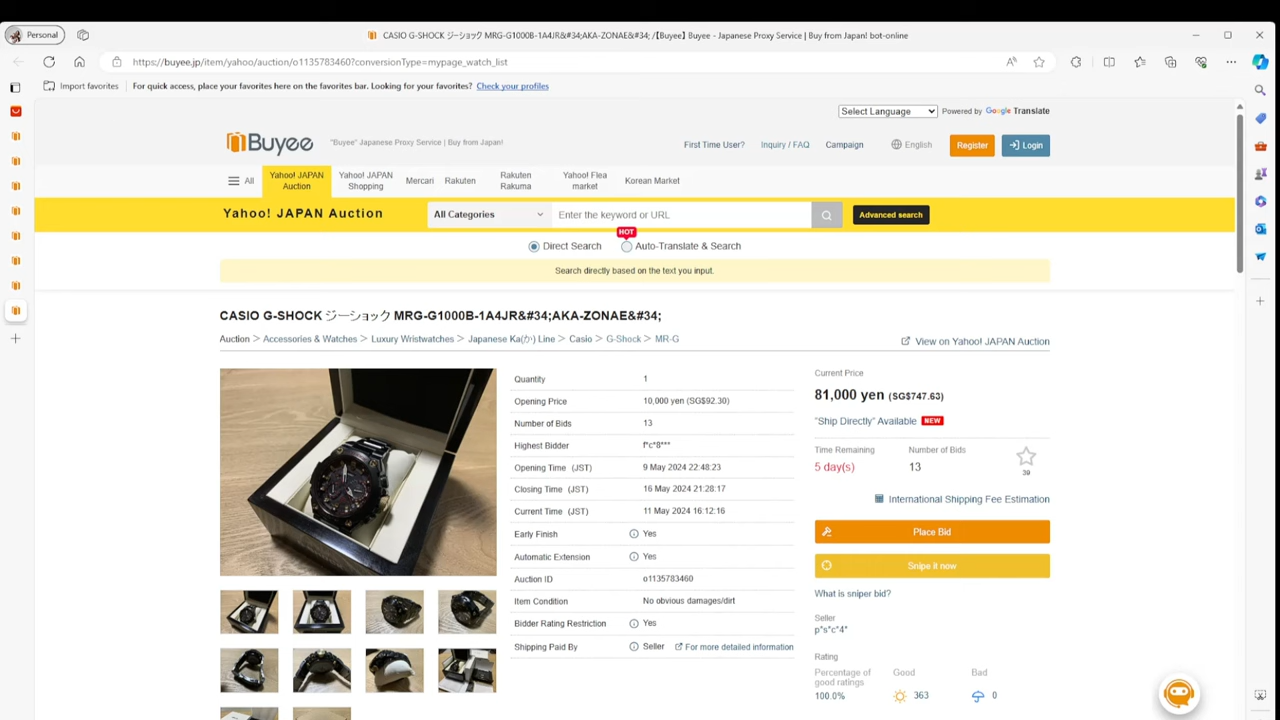 Personal
CASIO G-SHOCK ジーショック MRG-G1000B-1A4JR&#34;AKA-ZONAE&#34; /【Buyee】 Buyee - Japanese Proxy Service | Buy from Japan! bot-online
https://buyee.jp/item/yahoo/auction/o1135783460?conversionType=mypage_watch_list
Import favorites
For quick access, place your favorites here on the favorites bar. Looking for your favorites? Check your profiles
Select Language
Powered by Google Translate
Buyee
"Buyee" Japanese Proxy Service | Buy from Japan!
First Time User?
Inquiry / FAQ
Campaign
English
Register
Login
All
Yahoo! JAPAN
Auction
Yahoo! JAPAN
Shopping
Mercari
Rakuten
Rakuten
Rakuma
Yahoo! Flea
market
Korean Market
Yahoo! JAPAN Auction
All Categories
Enter the keyword or URL
Advanced search
HOT
Direct Search
Auto-Translate & Search
Search directly based on the text you input.
CASIO G-SHOCK ジーショック MRG-G1000B-1A4JR&#34;AKA-ZONAE&#34;
Auction > Accessories & Watches > Luxury Wristwatches > Japanese Ka(か) Line > Casio > G-Shock > MR-G
View on Yahoo! JAPAN Auction
Quantity 1
Opening Price 10,000 yen (SG$92.30)
Number of Bids 13
Highest Bidder f*c*8***
Opening Time (JST) 9 May 2024 22:48:23
Closing Time (JST) 16 May 2024 21:28:17
Current Time (JST) 11 May 2024 16:12:16
Early Finish Yes
Automatic Extension Yes
Auction ID o1135783460
Item Condition No obvious damages/dirt
Bidder Rating Restriction Yes
Shipping Paid By Seller For more detailed information
Current Price
81,000 yen (SG$747.63)
"Ship Directly" Available NEW
Time Remaining
5 day(s)
Number of Bids
13
39
International Shipping Fee Estimation
Place Bid
Snipe it now
What is sniper bid?
Seller
p*s*c*4*
Rating
Percentage of
good ratings
100.0%
Good
363
Bad
0